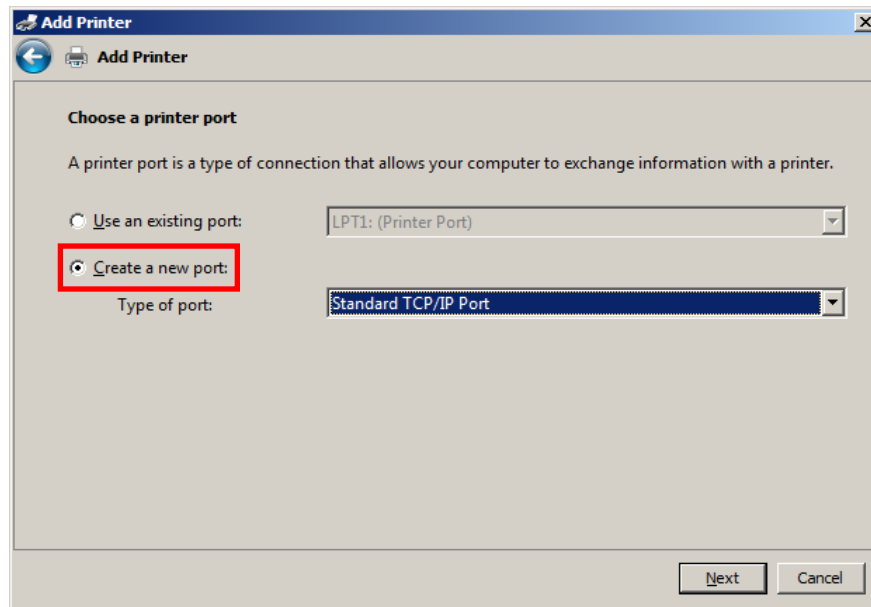 Add Printer
Add Printer
Choose a printer port
A printer port is a type of connection that allows your computer to exchange information with a printer.
Use an existing port: LPT1: (Printer Port)
Create a new port:
Type of port: Standard TCP/IP Port
Next Cancel